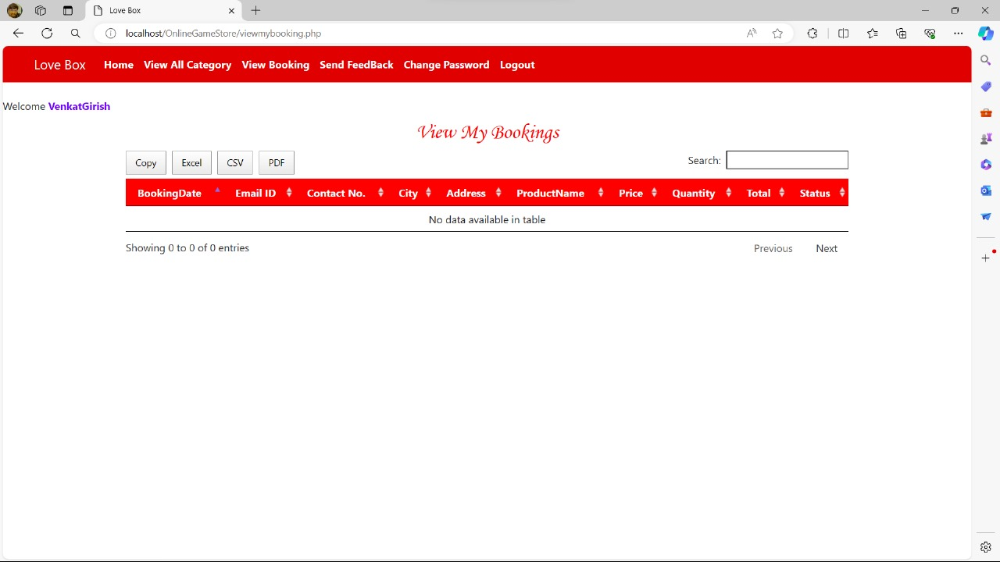 Love Box
localhost/OnlineGameStore/viewmybooking.php
Love Box Home View All Category View Booking Send FeedBack Change Password Logout
Welcome VenkatGirish
View My Bookings
Copy Excel CSV PDF Search:
BookingDate Email ID Contact No. City Address ProductName Price Quantity Total Status
No data available in table
Showing 0 to 0 of 0 entries Previous Next